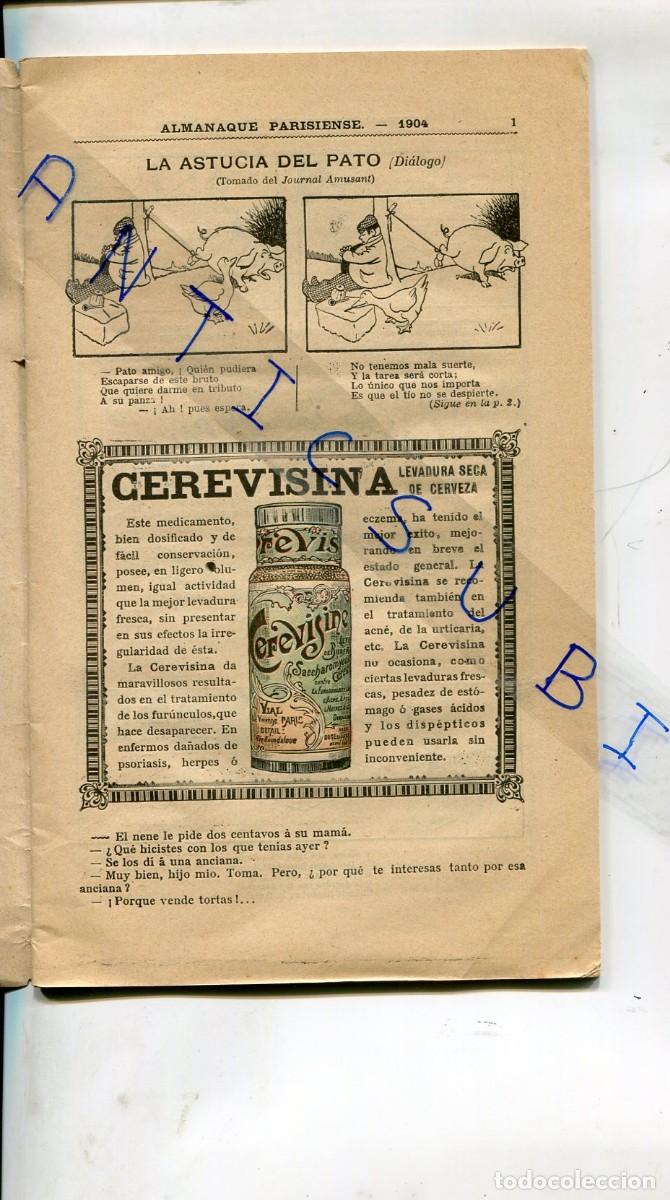 ALMANAQUE PARISIENSE. — 1904 1
LA ASTUCIA DEL PATO (Diálogo)
(Tomado del Journal Amusant)
— Pato amigo, ¡ Quién pudiera
Escaparse de este bruto
Que quiere darme en tributo
A su panza !
— ¡ Ah ! pues espera.
No tenemos mala suerte,
Y la tarea será corta;
Lo único que nos importa
Es que el tío no se despierte.
(Sigue en la p. 2.)
CEREVISINA LEVADURA SECA
DE CERVEZA
Este medicamento,
bien dosificado y de
fácil conservación,
posee, en ligero volu-
men, igual actividad
que la mejor levadura
fresca, sin presentar
en sus efectos la irre-
gularidad de ésta.
La Cerevisina da
maravillosos resulta-
dos en el tratamiento
de los furúnculos, que
hace desaparecer. En
enfermos dañados de
psoriasis, herpes ó
revis
Cerevisine
Saccharomyces
VIAL
PARIS
DETAIL
eczema, ha tenido el
mejor éxito, mejo-
rando en breve el
estado general. La
Cerevisina se reco-
mienda también en
el tratamiento del
acné, de la urticaria,
etc. La Cerevisina
no ocasiona, como
ciertas levaduras fres-
cas, pesadez de estó-
mago ó gases ácidos
y los dispépticos
pueden usarla sin
inconveniente.
— El nene le pide dos centavos á su mamá.
— ¿ Qué hicistes con los que tenias ayer ?
— Se los dí á una anciana.
— Muy bien, hijo mio. Toma. Pero, ¿ por qué te interesas tanto por esa
anciana ?
— ¡ Porque vende tortas !...
DNTICSUBI
todocoleccion